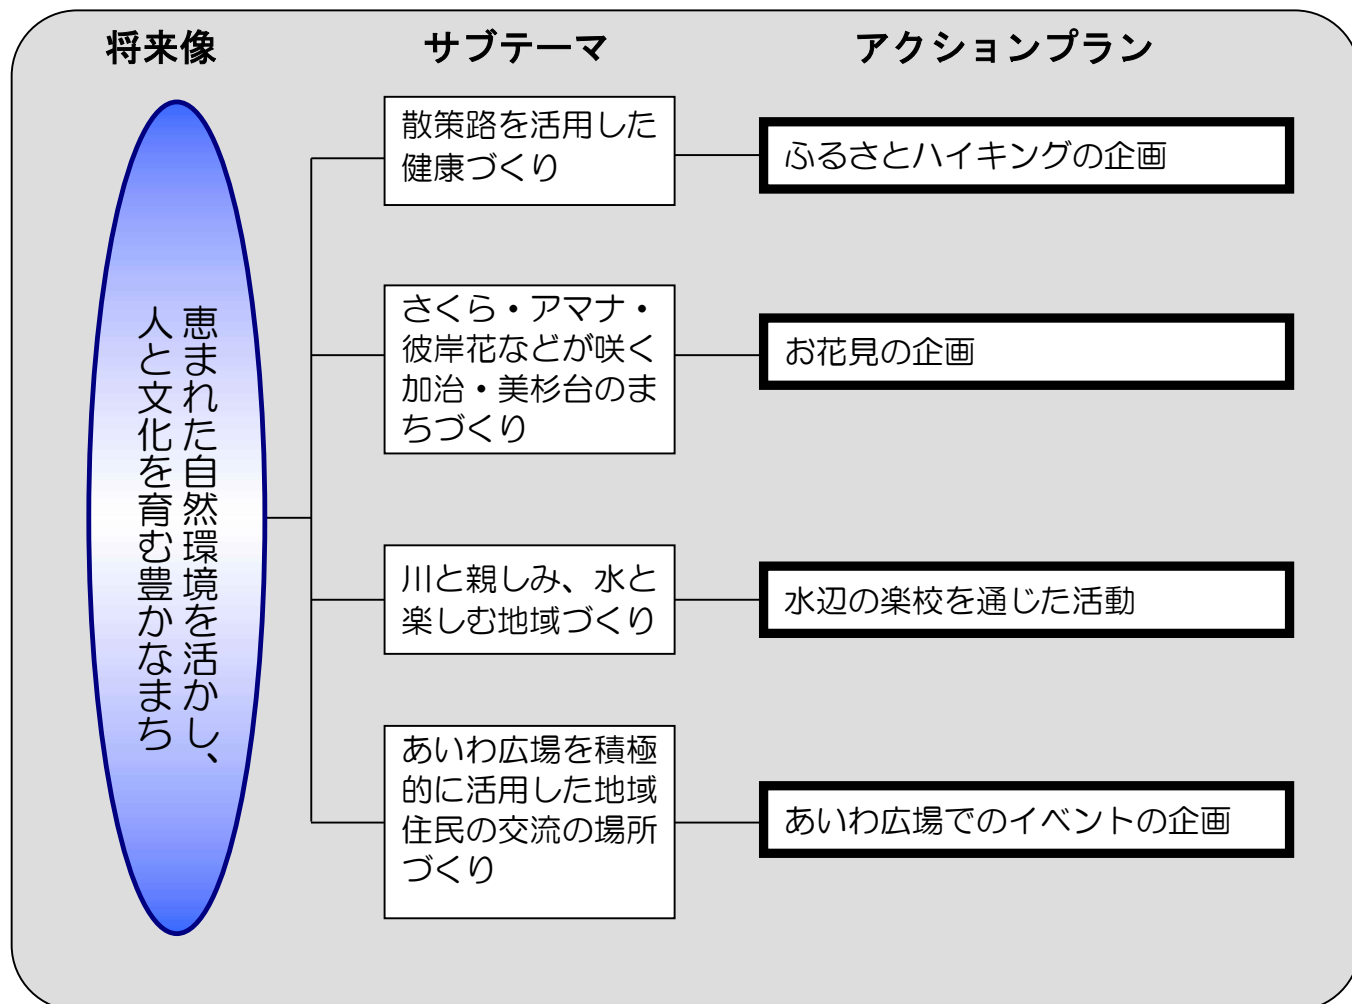 将来像
サブテーマ
アクションプラン
恵まれた自然環境を活かし、
人と文化を育む豊かなまち
散策路を活用した
健康づくり
ふるさとハイキングの企画
さくら・アマナ・
彼岸花などが咲く
加治・美杉台のま
ちづくり
お花見の企画
川と親しみ、水と
楽しむ地域づくり
水辺の楽校を通じた活動
あいわ広場を積極
的に活用した地域
住民の交流の場所
づくり
あいわ広場でのイベントの企画